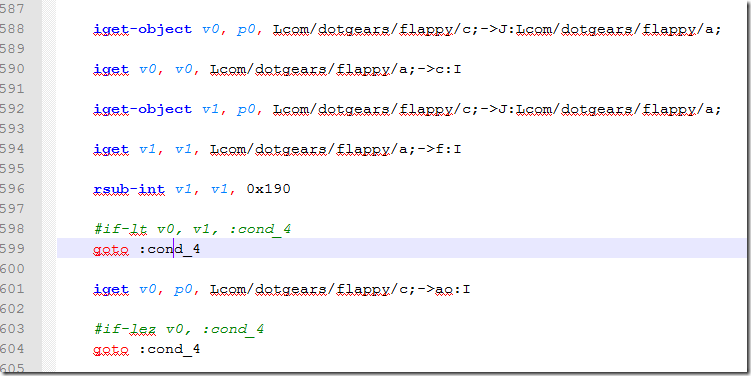 587
588 iget-object v0, p0, Lcom/dotgears/flappy/c;->J:Lcom/dotgears/flappy/a;
589
590 iget v0, v0, Lcom/dotgears/flappy/a;->c:I
591
592 iget-object v1, p0, Lcom/dotgears/flappy/c;->J:Lcom/dotgears/flappy/a;
593
594 iget v1, v1, Lcom/dotgears/flappy/a;->f:I
595
596 rsub-int v1, v1, 0x190
597
598 #if-lt v0, v1, :cond_4
599 goto :cond_4
600
601 iget v0, p0, Lcom/dotgears/flappy/c;->ao:I
602
603 #if-lez v0, :cond_4
604 goto :cond_4
605